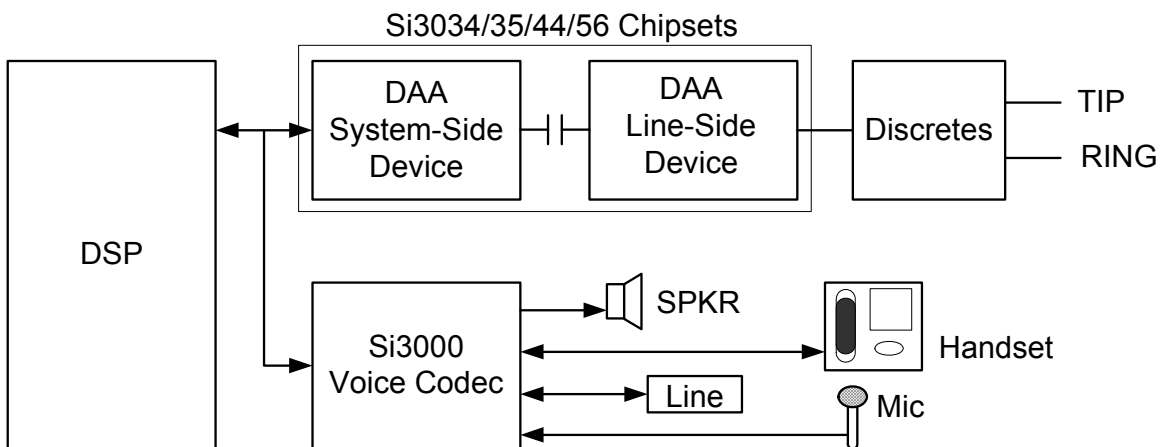 Si3034/35/44/56 Chipsets
DSP
DAA
System-Side
Device
DAA
Line-Side
Device
Discretes
TIP
RING
Si3000
Voice Codec
SPKR
Handset
Line
Mic